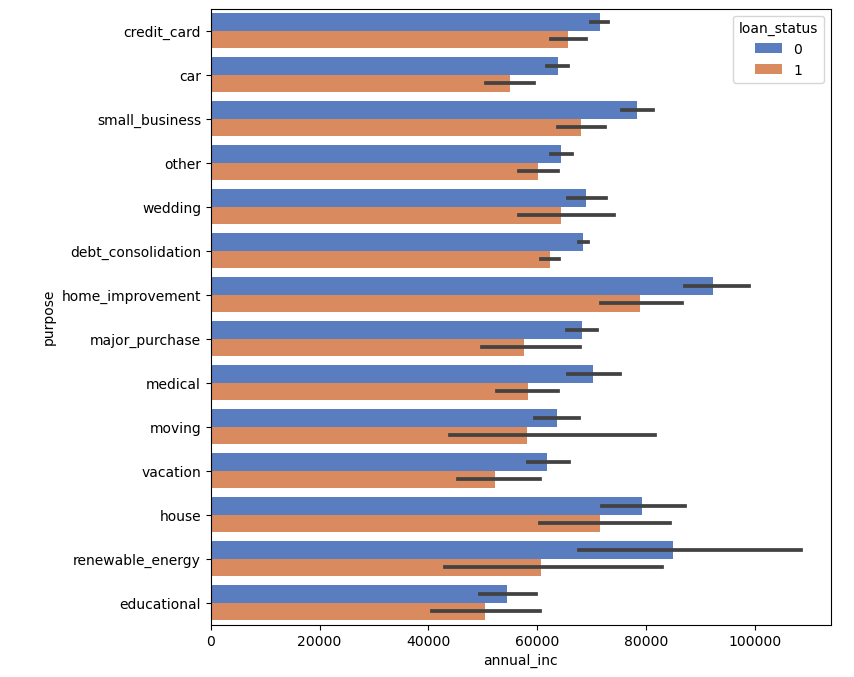 credit_card
car
small_business
other
wedding
debt_consolidation
home_improvement
major_purchase
medical
moving
vacation
house
renewable_energy
educational
purpose
0 20000 40000 60000 80000 100000
annual_inc
loan_status
0
1